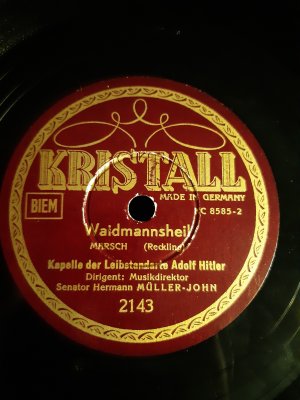 KRISTALL
MADE IN GERMANY
BIEM
C 8585-2
Waidmannsheil
MARSCH (Reckling)
Kapelle der Leibstandarte Adolf Hitler
Dirigent: Musikdirektor
Senator Hermann MÜLLER-JOHN
2143